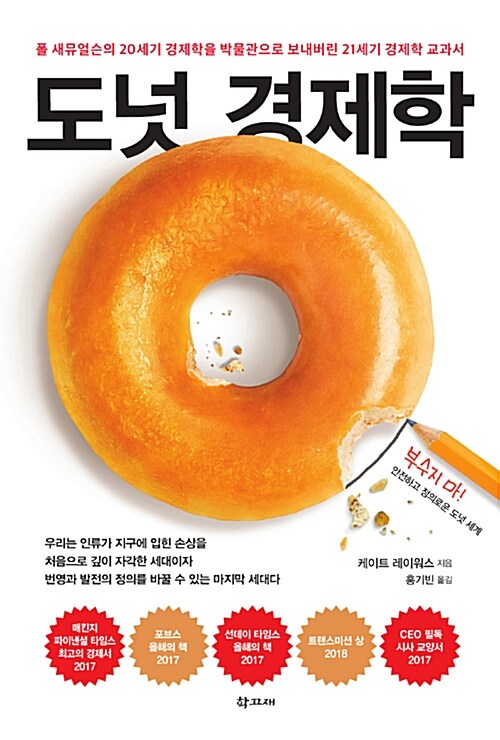 폴 새뮤얼슨의 20세기 경제학을 박물관으로 보내버린 21세기 경제학 교과서
도넛 경제학
부수지 마!
안전하고 정의로운 도넛 세계
우리는 인류가 지구에 입힌 손상을
처음으로 깊이 자각한 세대이자
번영과 발전의 정의를 바꿀 수 있는 마지막 세대다
케이트 레이워스 지음
홍기빈 옮김
매킨지
파이낸셜 타임스
최고의 경제서
2017
포브스
올해의 책
2017
선데이 타임스
올해의 책
2017
트랜스미션 상
2018
CEO 필독
시사 교양서
2017
학고재